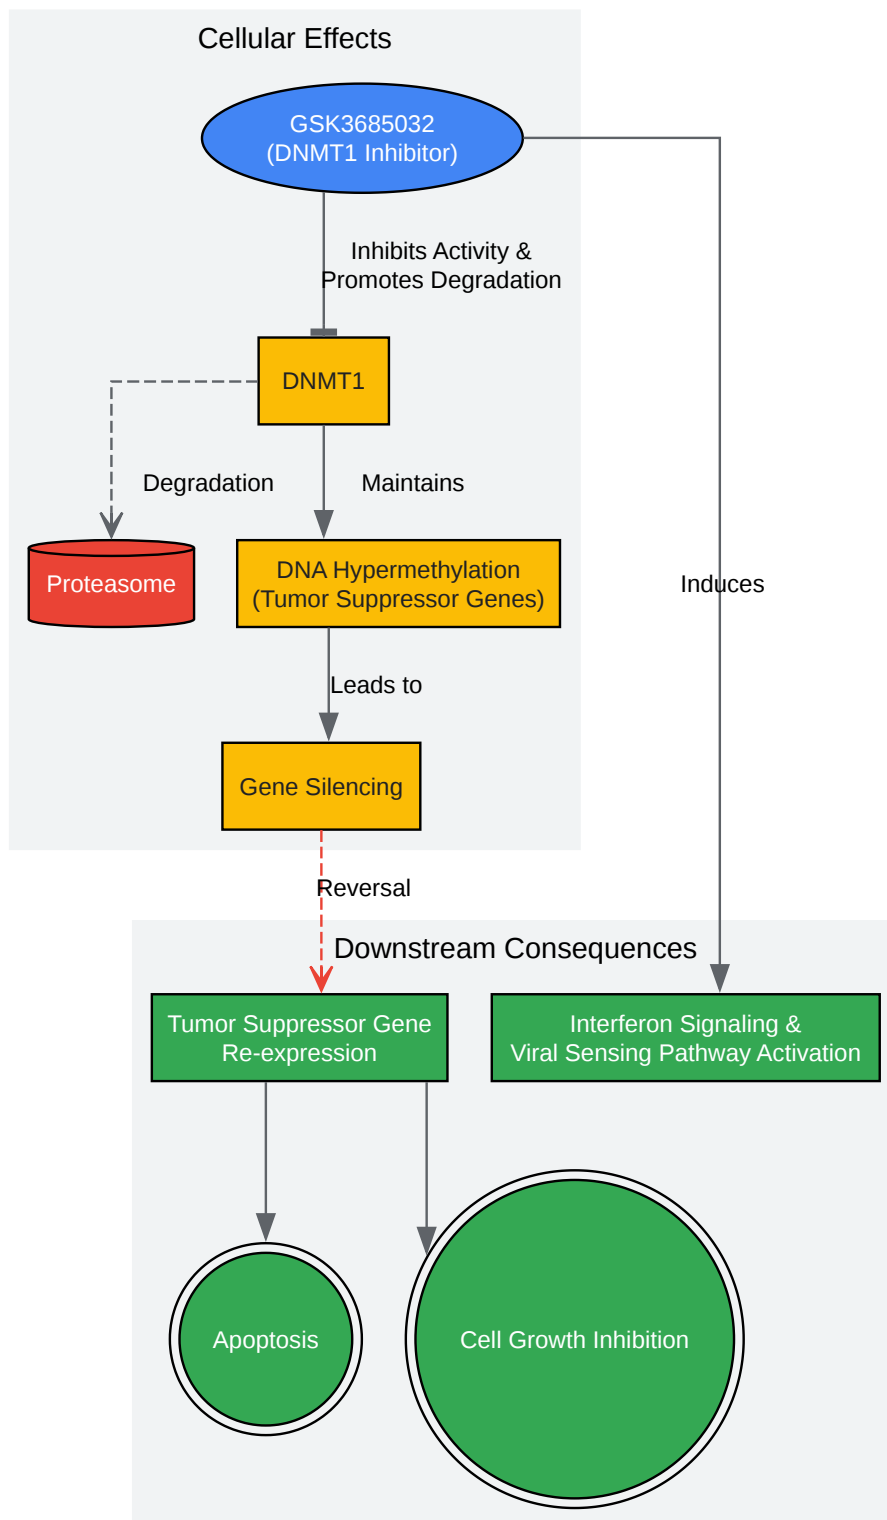 Cellular Effects
GSK3685032
(DNMT1 Inhibitor)
Inhibits Activity &
Promotes Degradation
DNMT1
Degradation
Maintains
Proteasome
DNA Hypermethylation
(Tumor Suppressor Genes)
Induces
Leads to
Gene Silencing
Reversal
Downstream Consequences
Tumor Suppressor Gene
Re-expression
Interferon Signaling &
Viral Sensing Pathway Activation
Apoptosis
Cell Growth Inhibition